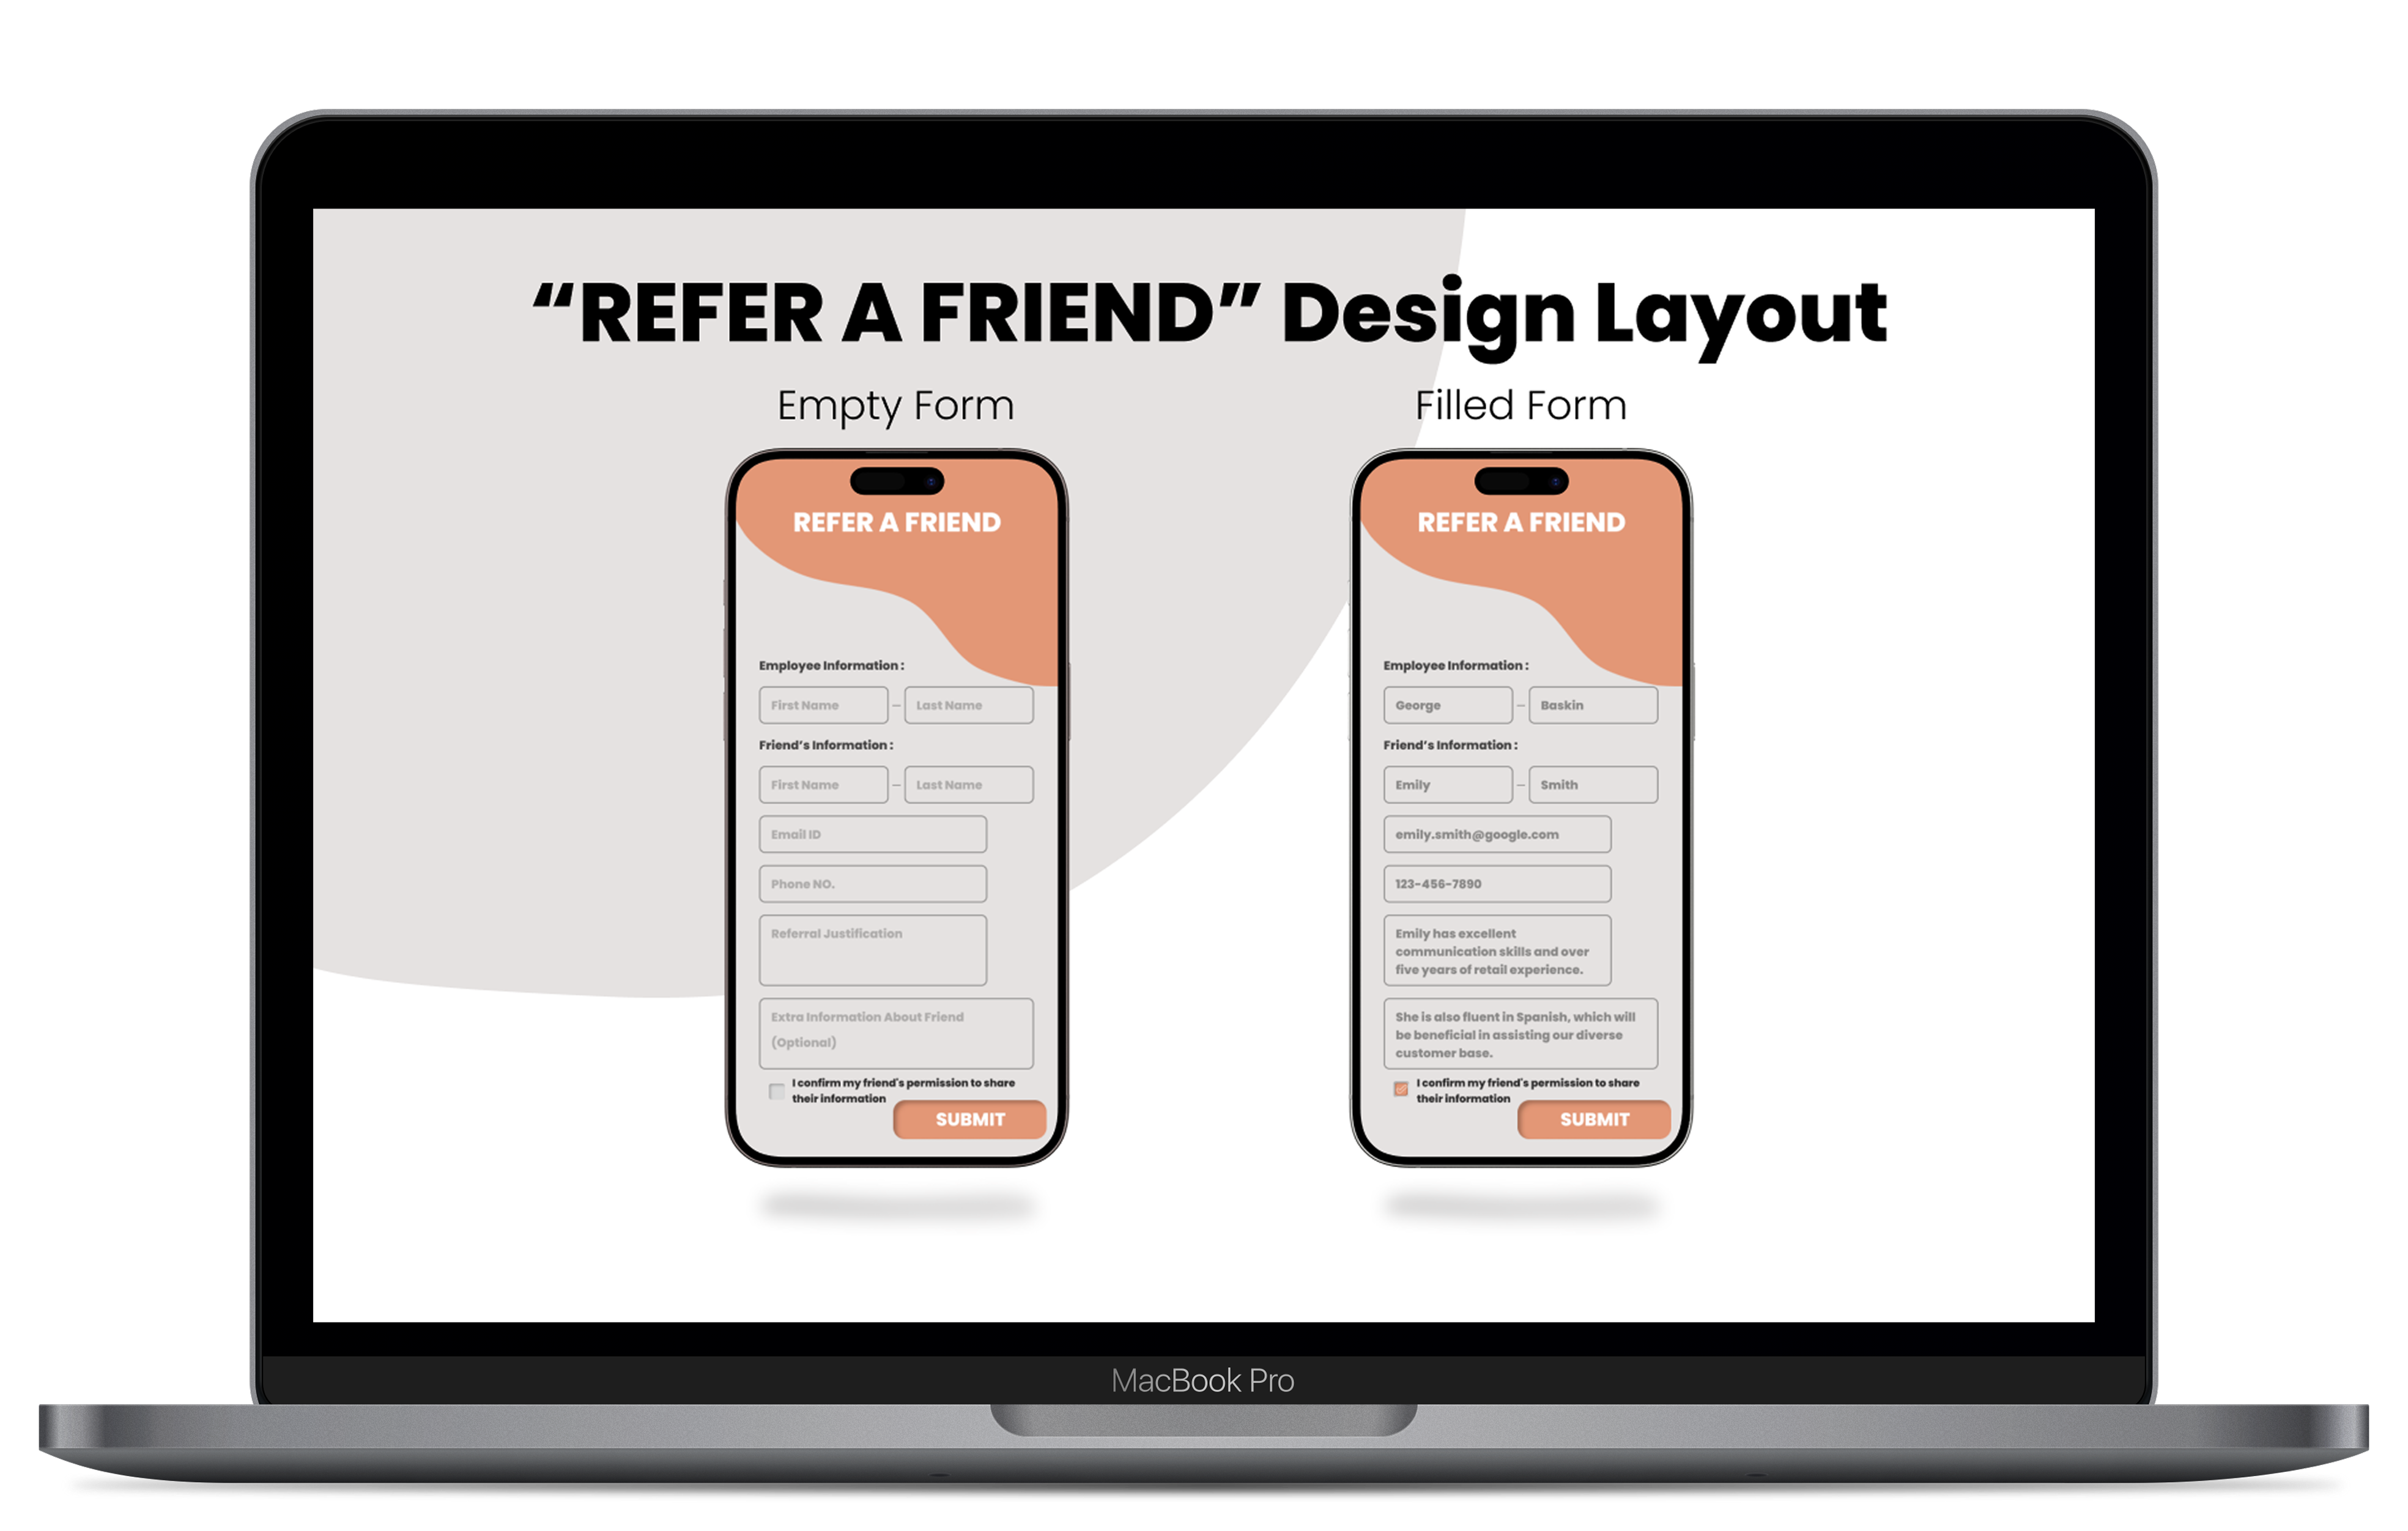 “REFER A FRIEND” Design Layout
Empty Form
REFER A FRIEND
Employee Information :
First Name – Last Name
Friend’s Information :
First Name – Last Name
Email ID
Phone NO.
Referral Justification
Extra Information About Friend
(Optional)
I confirm my friend's permission to share
their information
SUBMIT
Filled Form
REFER A FRIEND
Employee Information :
George – Baskin
Friend’s Information :
Emily – Smith
emily.smith@google.com
123-456-7890
Emily has excellent
communication skills and over
five years of retail experience.
She is also fluent in Spanish, which will
be beneficial in assisting our diverse
customer base.
I confirm my friend's permission to share
their information
SUBMIT
MacBook Pro